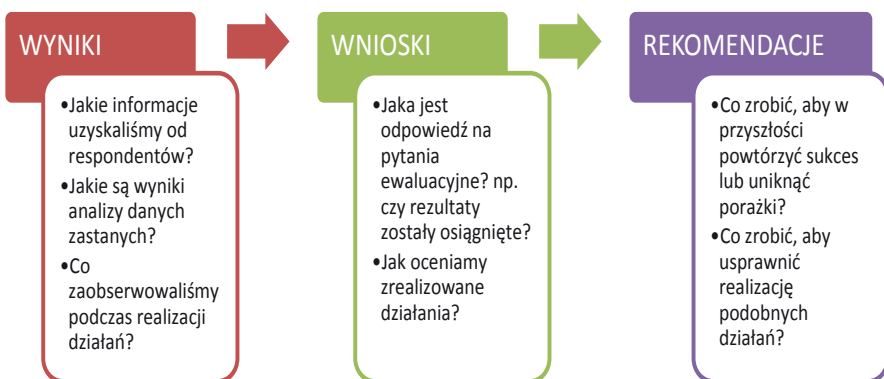 WYNIKI
•Jakie informacje
uzyskaliśmy od
respondentów?
•Jakie są wyniki
analizy danych
zastanych?
•Co
zaobserwowaliśmy
podczas realizacji
działań?
WNIOSKI
•Jaka jest
odpowiedź na
pytania
ewaluacyjne? np.
czy rezultaty
zostały osiągnięte?
•Jak oceniamy
zrealizowane
działania?
REKOMENDACJE
•Co zrobić, aby w
przyszłości
powtórzyć sukces
lub uniknąć
porażki?
•Co zrobić, aby
usprawnić
realizację
podobnych
działań?